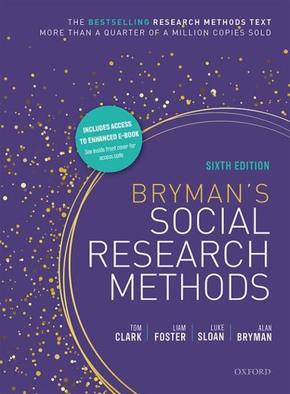 THE BESTSELLING RESEARCH METHODS TEXT
MORE THAN A QUARTER OF A MILLION COPIES SOLD
INCLUDES ACCESS
TO ENHANCED E-BOOK
See inside front cover for
access code
SIXTH EDITION
BRYMAN'S
SOCIAL
RESEARCH
METHODS
TOM CLARK | LIAM FOSTER | LUKE SLOAN | ALAN BRYMAN
OXFORD